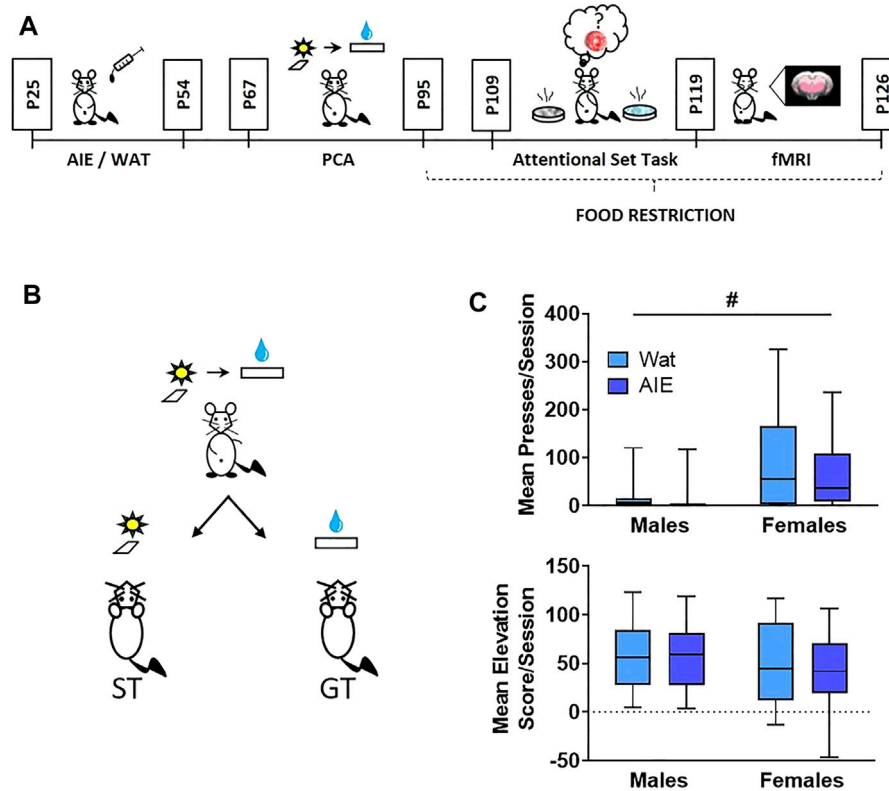 A
P25
P54
P67
P95
P109
?
P119
P126
AIE / WAT
PCA
Attentional Set Task
fMRI
FOOD RESTRICTION
B
ST
GT
C
#
Mean Presses/Session
400
300
200
100
0
Wat
AIE
Males
Females
Mean Elevation
Score/Session
150
100
50
0
-50
Males
Females